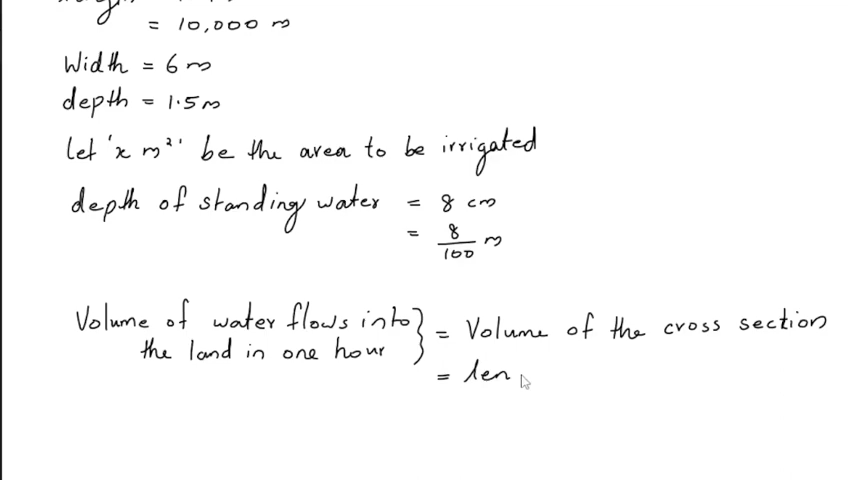 = 10,000 m
Width = 6 m
depth = 1.5 m
Let 'x m²' be the area to be irrigated
depth of standing water = 8 cm
= 8/100 m
Volume of water flows into the land in one hour } = Volume of the cross section
= len